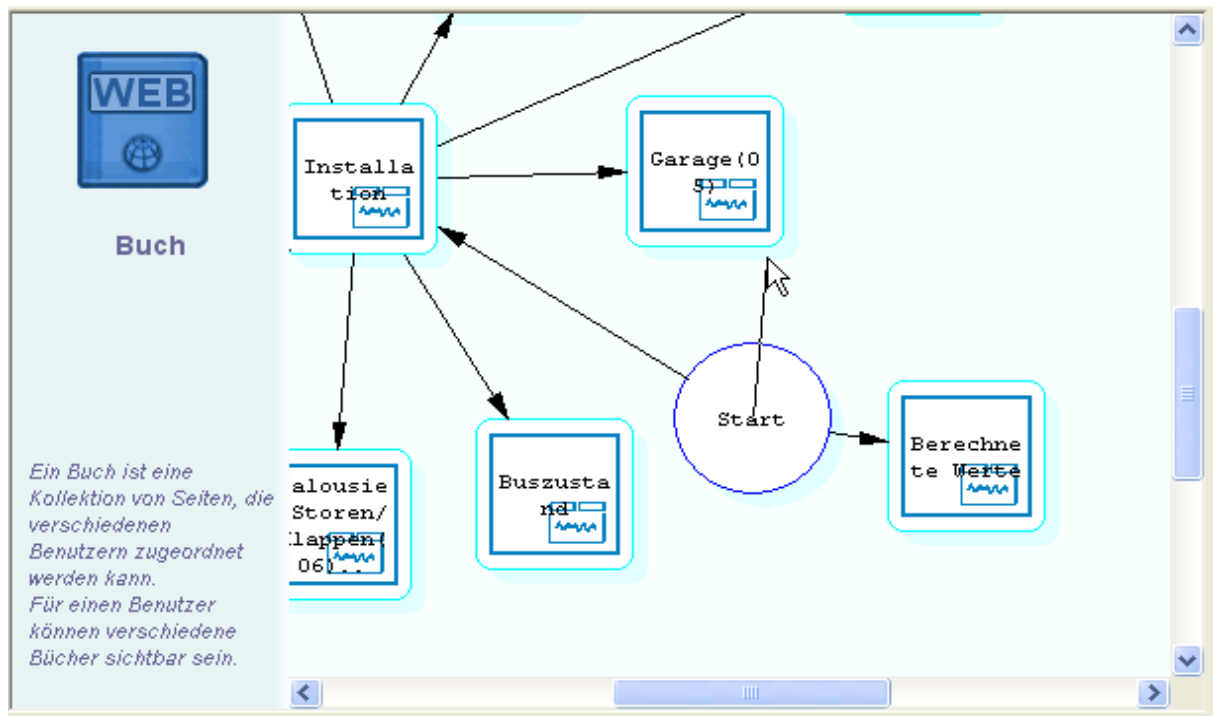 WEB
Buch
Ein Buch ist eine
Kollektion von Seiten, die
verschiedenen
Benutzern zugeordnet
werden kann.
Für einen Benutzer
können verschiedene
Bücher sichtbar sein.
Installa
tion
Garage(0
5)
Start
Berechne
te Werte
Buszusta
nd
alousie
Storen/
lappen(
06)..